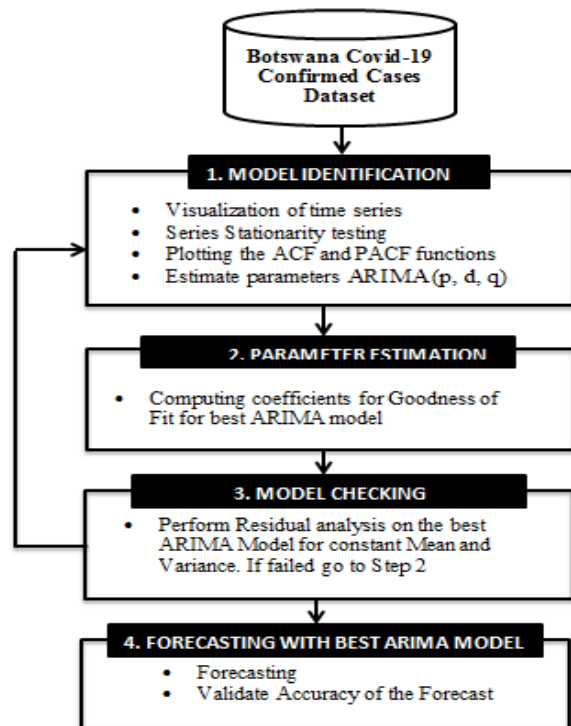 Botswana Covid-19
Confirmed Cases
Dataset
1. MODEL IDENTIFICATION
• Visualization of time series
• Series Stationarity testing
• Plotting the ACF and PACF functions
• Estimate parameters ARIMA(p, d, q)
2. PARAMETER ESTIMATION
• Computing coefficients for Goodness of
Fit for best ARIMA model
3. MODEL CHECKING
• Perform Residual analysis on the best
ARIMA Model for constant Mean and
Variance. If failed go to Step 2
4. FORECASTING WITH BEST ARIMA MODEL
• Forecasting
• Validate Accuracy of the Forecast